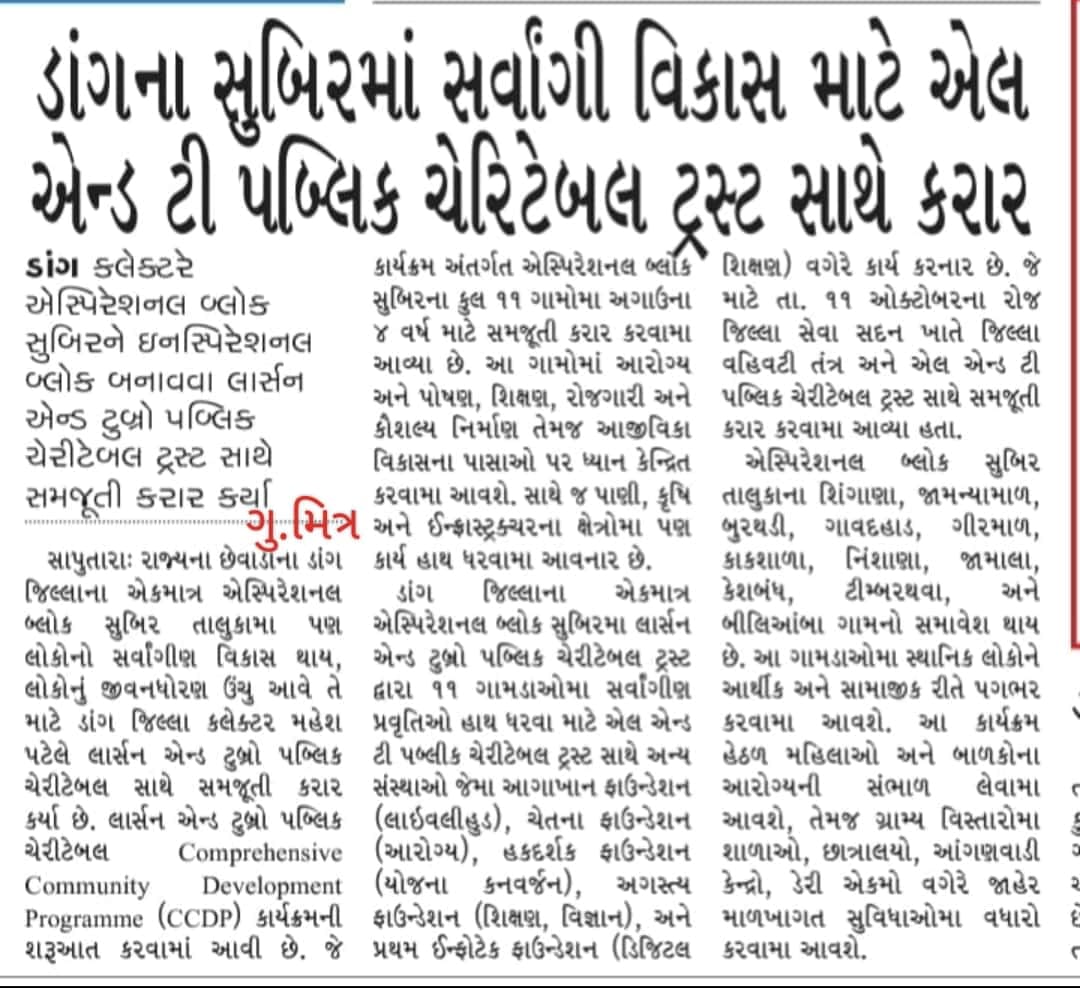 ડાંગના સુબિરમાં સર્વાંગી વિકાસ માટે એલ
એન્ડ ટી પબ્લિક ચેરિટેબલ ટ્રસ્ટ સાથે કરાર
ડાંગ કલેક્ટરે
એસ્પિરેશનલ બ્લોક
સુબિરને ઇનસ્પિરેશનલ
બ્લોક બનાવવા લાર્સન
એન્ડ ટુબ્રો પબ્લિક
ચેરીટેબલ ટ્રસ્ટ સાથે
સમજૂતી કરાર કર્યા
ગુ.મિત્ર
સાપુતારાઃ રાજ્યના છેવાડાના ડાંગ
જિલ્લાના એકમાત્ર એસ્પિરેશનલ
બ્લોક સુબિર તાલુકામા પણ
લોકોનો સર્વાંગીણ વિકાસ થાય,
લોકોનું જીવનધોરણ ઉંચુ આવે તે
માટે ડાંગ જિલ્લા કલેક્ટર મહેશ
પટેલે લાર્સન એન્ડ ટુબ્રો પબ્લિક
ચેરીટેબલ સાથે સમજૂતી કરાર
કર્યા છે. લાર્સન એન્ડ ટુબ્રો પબ્લિક
ચેરીટેબલ Comprehensive
Community Development
Programme (CCDP) કાર્યક્રમની
શરૂઆત કરવામાં આવી છે. જે
કાર્યક્રમ અંતર્ગત એસ્પિરેશનલ બ્લોક
સુબિરના કુલ ૧૧ ગામોમા અગાઉના
૪ વર્ષ માટે સમજૂતી કરાર કરવામા
આવ્યા છે. આ ગામોમાં આરોગ્ય
અને પોષણ, શિક્ષણ, રોજગારી અને
કૌશલ્ય નિર્માણ તેમજ આજીવિકા
વિકાસના પાસાઓ પર ધ્યાન કેન્દ્રિત
કરવામા આવશે. સાથે જ પાણી, કૃષિ
અને ઈન્ફ્રાસ્ટ્રક્ચરના ક્ષેત્રોમા પણ
કાર્ય હાથ ધરવામા આવનાર છે.
ડાંગ જિલ્લાના એકમાત્ર
એસ્પિરેશનલ બ્લોક સુબિરમા લાર્સન
એન્ડ ટુબ્રો પબ્લિક ચેરીટેબલ ટ્રસ્ટ
દ્વારા ૧૧ ગામડાઓમા સર્વાંગીણ
પ્રવૃતિઓ હાથ ધરવા માટે એલ એન્ડ
ટી પબ્લીક ચેરીટેબલ ટ્રસ્ટ સાથે અન્ય
સંસ્થાઓ જેમા આગાખાન ફાઉન્ડેશન
(લાઇવલીહુડ), ચેતના ફાઉન્ડેશન
(આરોગ્ય), હકદર્શક ફાઉન્ડેશન
(યોજના કનવર્જન), અગસ્ત્ય
ફાઉન્ડેશન (શિક્ષણ, વિજ્ઞાન), અને
પ્રથમ ઈન્ફોટેક ફાઉન્ડેશન (ડિજિટલ
શિક્ષણ) વગેરે કાર્ય કરનાર છે. જે
માટે તા. ૧૧ ઓક્ટોબરના રોજ
જિલ્લા સેવા સદન ખાતે જિલ્લા
વહિવટી તંત્ર અને એલ એન્ડ ટી
પબ્લિક ચેરીટેબલ ટ્રસ્ટ સાથે સમજૂતી
કરાર કરવામા આવ્યા હતા.
એસ્પિરેશનલ બ્લોક સુબિર
તાલુકાના શિંગાણા, જામન્યામાળ,
બુરથડી, ગાવદહાડ, ગીરમાળ,
કાકશાળા, નિંશાણા, જામાલા,
કેશબંધ, ટીમ્બરથવા, અને
બીલિઆંબા ગામનો સમાવેશ થાય
છે. આ ગામડાઓમા સ્થાનિક લોકોને
આર્થીક અને સામાજીક રીતે પગભર
કરવામા આવશે. આ કાર્યક્રમ
હેઠળ મહિલાઓ અને બાળકોના
આરોગ્યની સંભાળ લેવામા
આવશે, તેમજ ગ્રામ્ય વિસ્તારોમા
શાળાઓ, છાત્રાલયો, આંગણવાડી
કેન્દ્રો, ડેરી એકમો વગેરે જાહેર
માળખાગત સુવિધાઓમા વધારો
કરવામા આવશે.